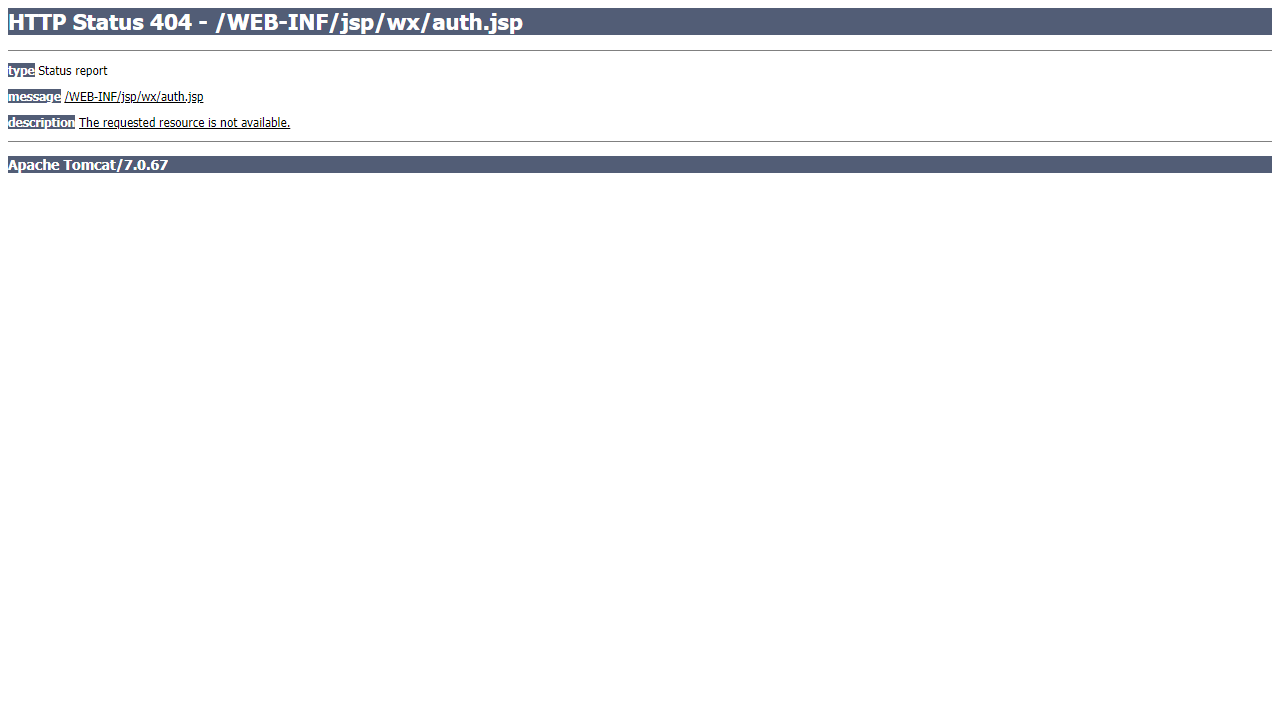 HTTP Status 404 - /WEB-INF/jsp/wx/auth.jsp
type Status report
message /WEB-INF/jsp/wx/auth.jsp
description The requested resource is not available.
Apache Tomcat/7.0.67